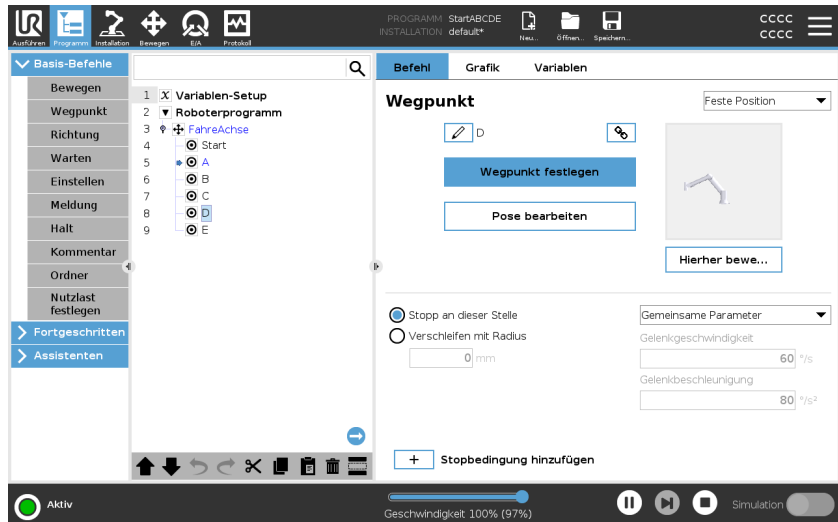 UR
PROGRAMM StartABCDE
INSTALLATION default*
CCCC
CCCC
Ausführen Programm Installation Bewegen E/A Protokoll Neu... Öffnen... Speichern...
Basis-Befehle
Bewegen
Wegpunkt
Richtung
Warten
Einstellen
Meldung
Halt
Kommentar
Ordner
Nutzlast
festlegen
Fortgeschritten
Assistenten
1 X Variablen-Setup
2 Roboterprogramm
3 FahreAchse
4 Start
5 A
6 B
7 C
8 D
9 E
Befehl Grafik Variablen
Wegpunkt
Feste Position
D
Wegpunkt festlegen
Pose bearbeiten
Hierher bewe...
Stopp an dieser Stelle
Verschleifen mit Radius
0 mm
Gemeinsame Parameter
Gelenkgeschwindigkeit
60 °/s
Gelenkbeschleunigung
80 °/s²
+ Stopbedingung hinzufügen
Aktiv
Geschwindigkeit 100% (97%)
Simulation